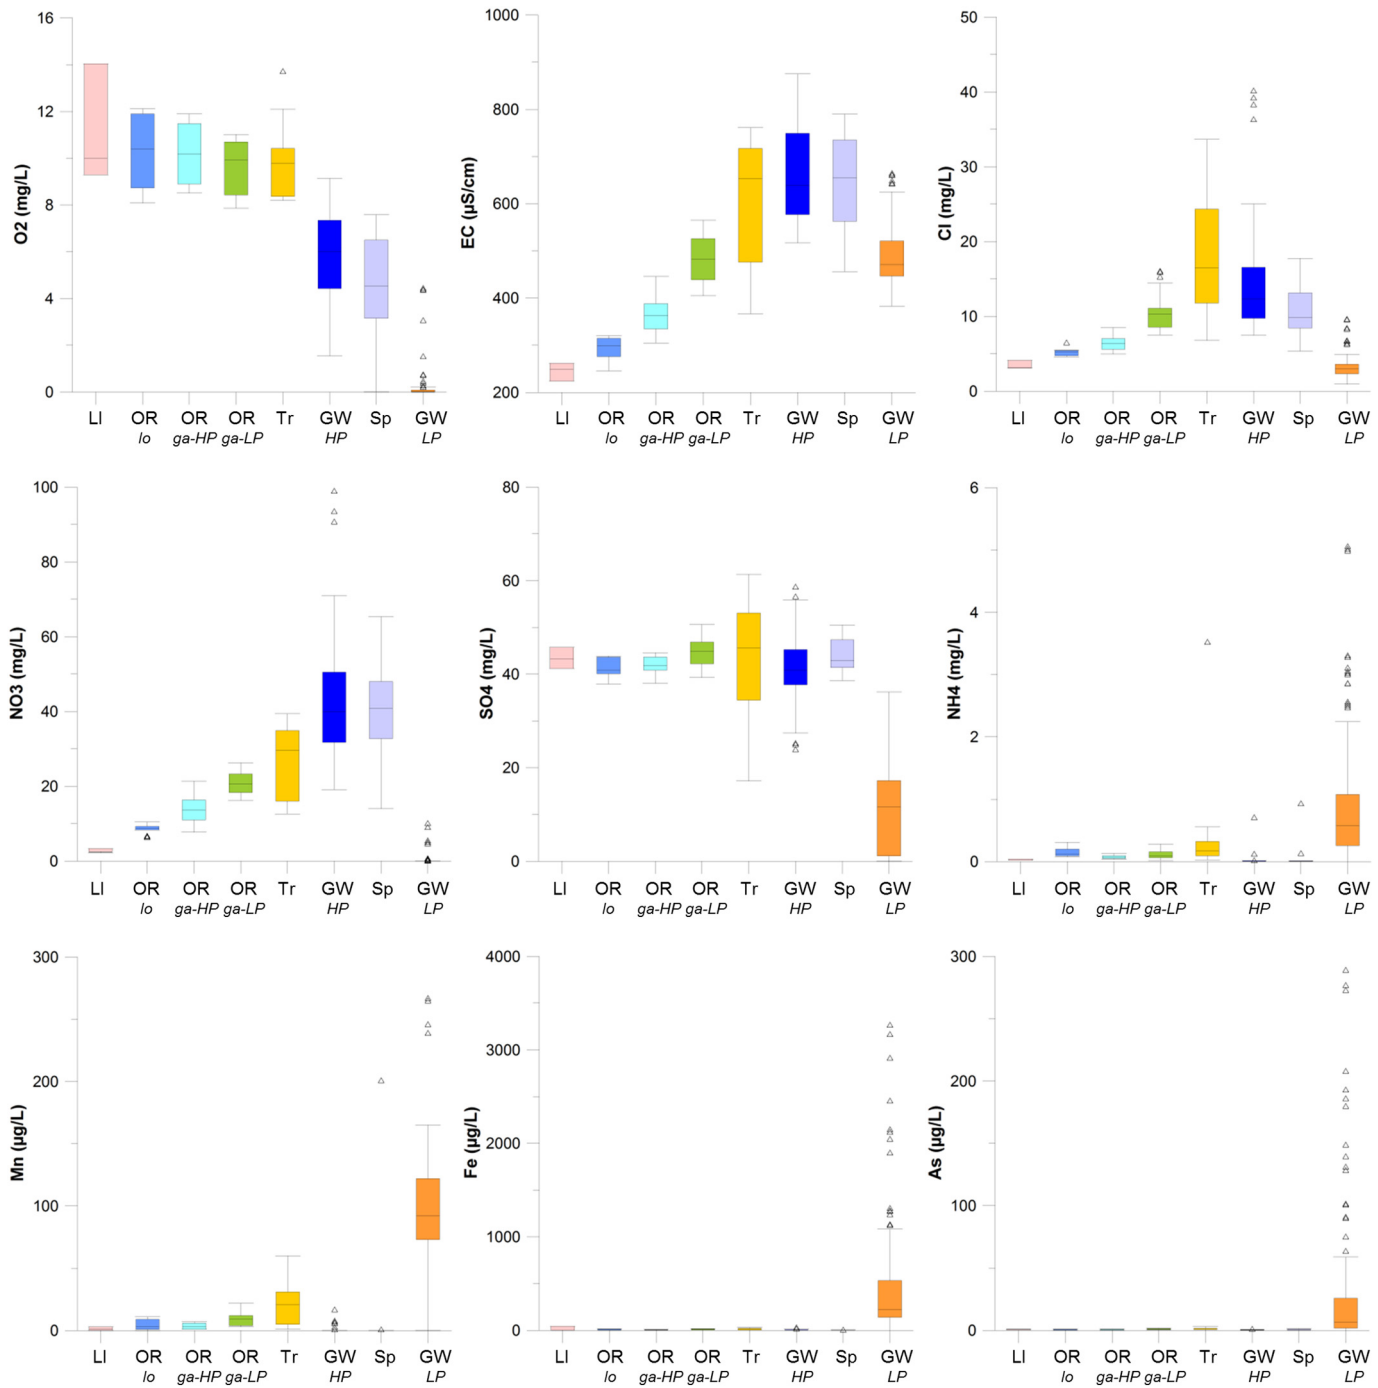 O2 (mg/L)
16
12
8
4
0
LI OR OR OR Tr GW Sp GW
lo ga-HP ga-LP HP LP
EC (µS/cm)
1000
800
600
400
200
LI OR OR OR Tr GW Sp GW
lo ga-HP ga-LP HP LP
Cl (mg/L)
50
40
30
20
10
0
LI OR OR OR Tr GW Sp GW
lo ga-HP ga-LP HP LP
NO3 (mg/L)
100
80
60
40
20
0
LI OR OR OR Tr GW Sp GW
lo ga-HP ga-LP HP LP
SO4 (mg/L)
80
60
40
20
0
LI OR OR OR Tr GW Sp GW
lo ga-HP ga-LP HP LP
NH4 (mg/L)
6
4
2
0
LI OR OR OR Tr GW Sp GW
lo ga-HP ga-LP HP LP
Mn (µg/L)
300
200
100
0
LI OR OR OR Tr GW Sp GW
lo ga-HP ga-LP HP LP
Fe (µg/L)
4000
3000
2000
1000
0
LI OR OR OR Tr GW Sp GW
lo ga-HP ga-LP HP LP
As (µg/L)
300
200
100
0
LI OR OR OR Tr GW Sp GW
lo ga-HP ga-LP HP LP